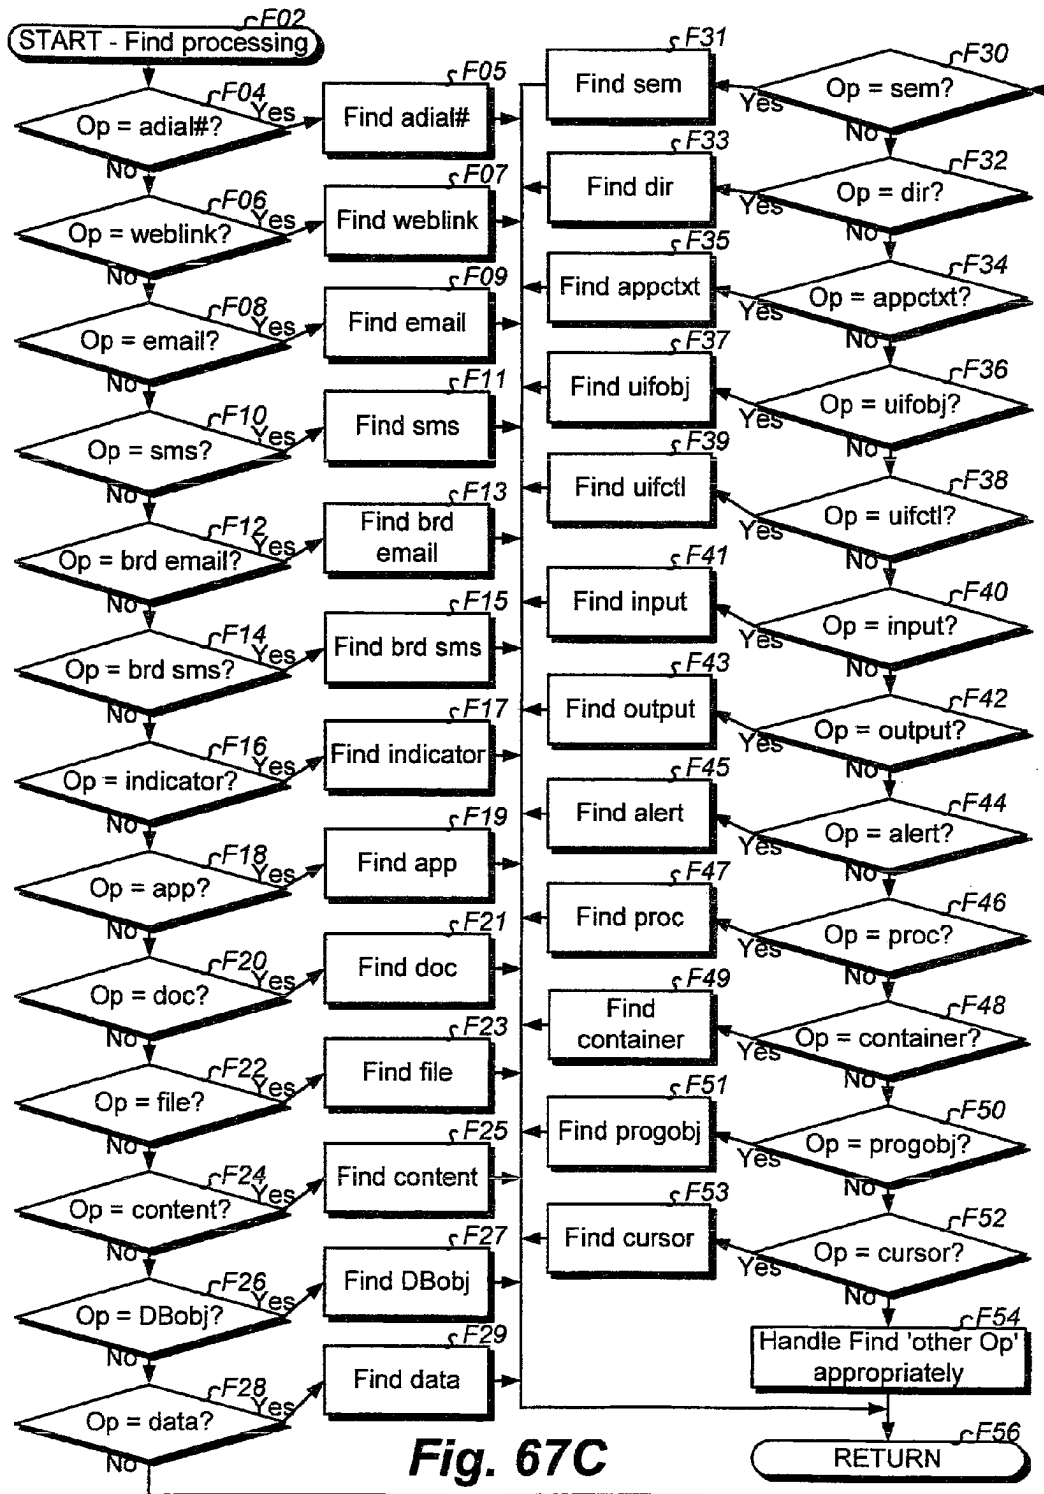 F02
START - Find processing
F04
Op = adial#?
Yes
No
F05
Find adial#
F06
Op = weblink?
Yes
No
F07
Find weblink
F08
Op = email?
Yes
No
F09
Find email
F10
Op = sms?
Yes
No
F11
Find sms
F12
Op = brd email?
Yes
No
F13
Find brd
email
F14
Op = brd sms?
Yes
No
F15
Find brd sms
F16
Op = indicator?
Yes
No
F17
Find indicator
F18
Op = app?
Yes
No
F19
Find app
F20
Op = doc?
Yes
No
F21
Find doc
F22
Op = file?
Yes
No
F23
Find file
F24
Op = content?
Yes
No
F25
Find content
F26
Op = DBobj?
Yes
No
F27
Find DBobj
F28
Op = data?
Yes
No
F29
Find data
F30
Op = sem?
Yes
No
F31
Find sem
F32
Op = dir?
Yes
No
F33
Find dir
F34
Op = appctxt?
Yes
No
F35
Find appctxt
F36
Op = uifobj?
Yes
No
F37
Find uifobj
F38
Op = uifctl?
Yes
No
F39
Find uifctl
F40
Op = input?
Yes
No
F41
Find input
F42
Op = output?
Yes
No
F43
Find output
F44
Op = alert?
Yes
No
F45
Find alert
F46
Op = proc?
Yes
No
F47
Find proc
F48
Op = container?
Yes
No
F49
Find
container
F50
Op = progobj?
Yes
No
F51
Find progobj
F52
Op = cursor?
Yes
No
F53
Find cursor
F54
Handle Find 'other Op'
appropriately
F56
RETURN
Fig. 67C